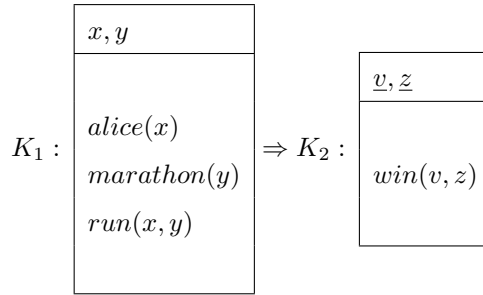 x, y
v, z
K₁ : alice(x) ⇒ K₂ :
marathon(y) win(v, z)
run(x, y)